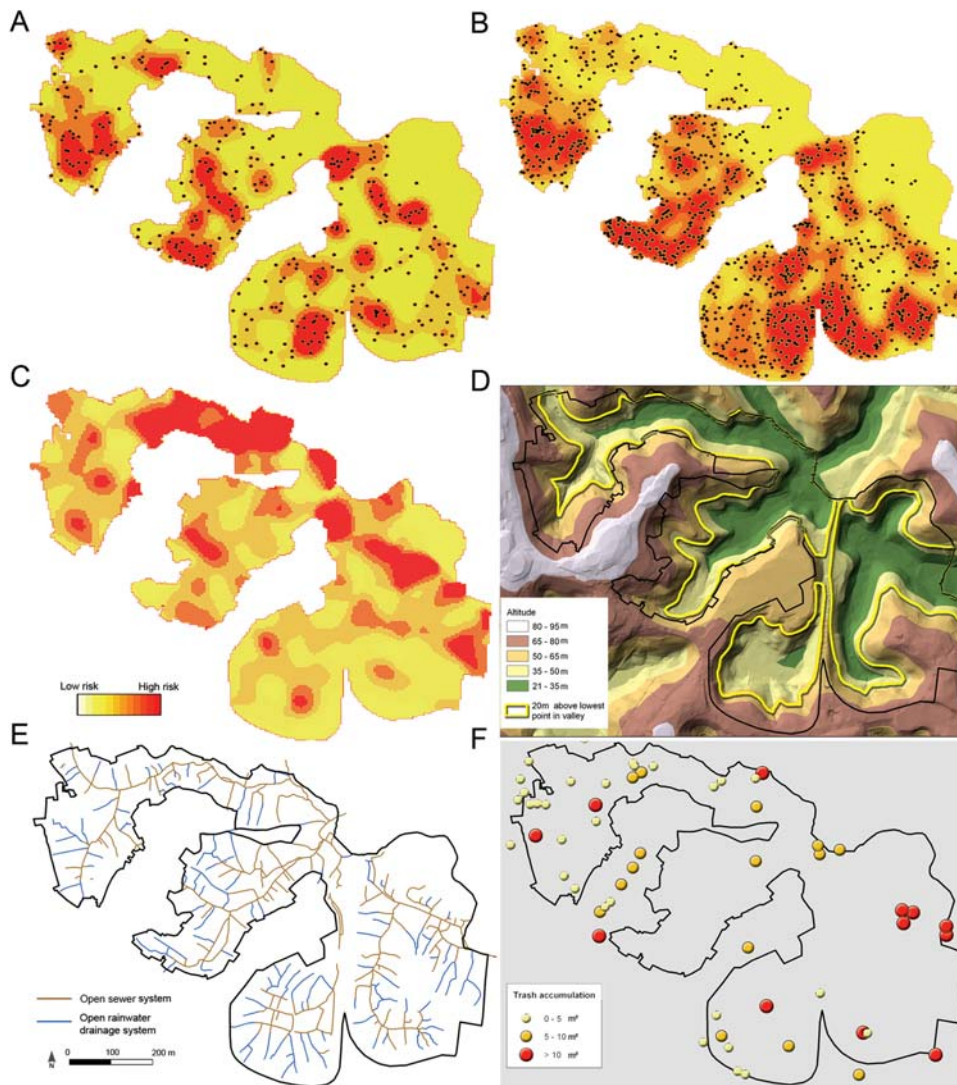 A
B
C
Low risk
High risk
D
Altitude
80 - 95 m
65 - 80 m
50 - 65 m
35 - 50 m
21 - 35 m
20m above lowest
point in valley
E
Open sewer system
Open rainwater
drainage system
N
0 100 200 m
F
Trash accumulation
0 - 5 m³
5 - 10 m³
> 10 m³